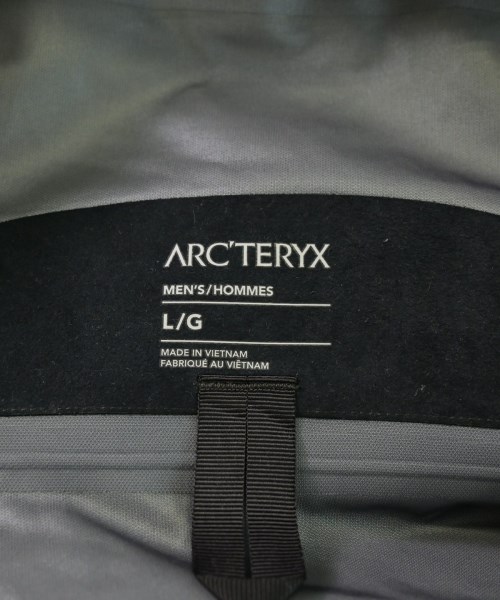 ARC'TERYX
MEN'S/HOMMES
L/G
MADE IN VIETNAM
FABRIQUÉ AU VIÊTNAM